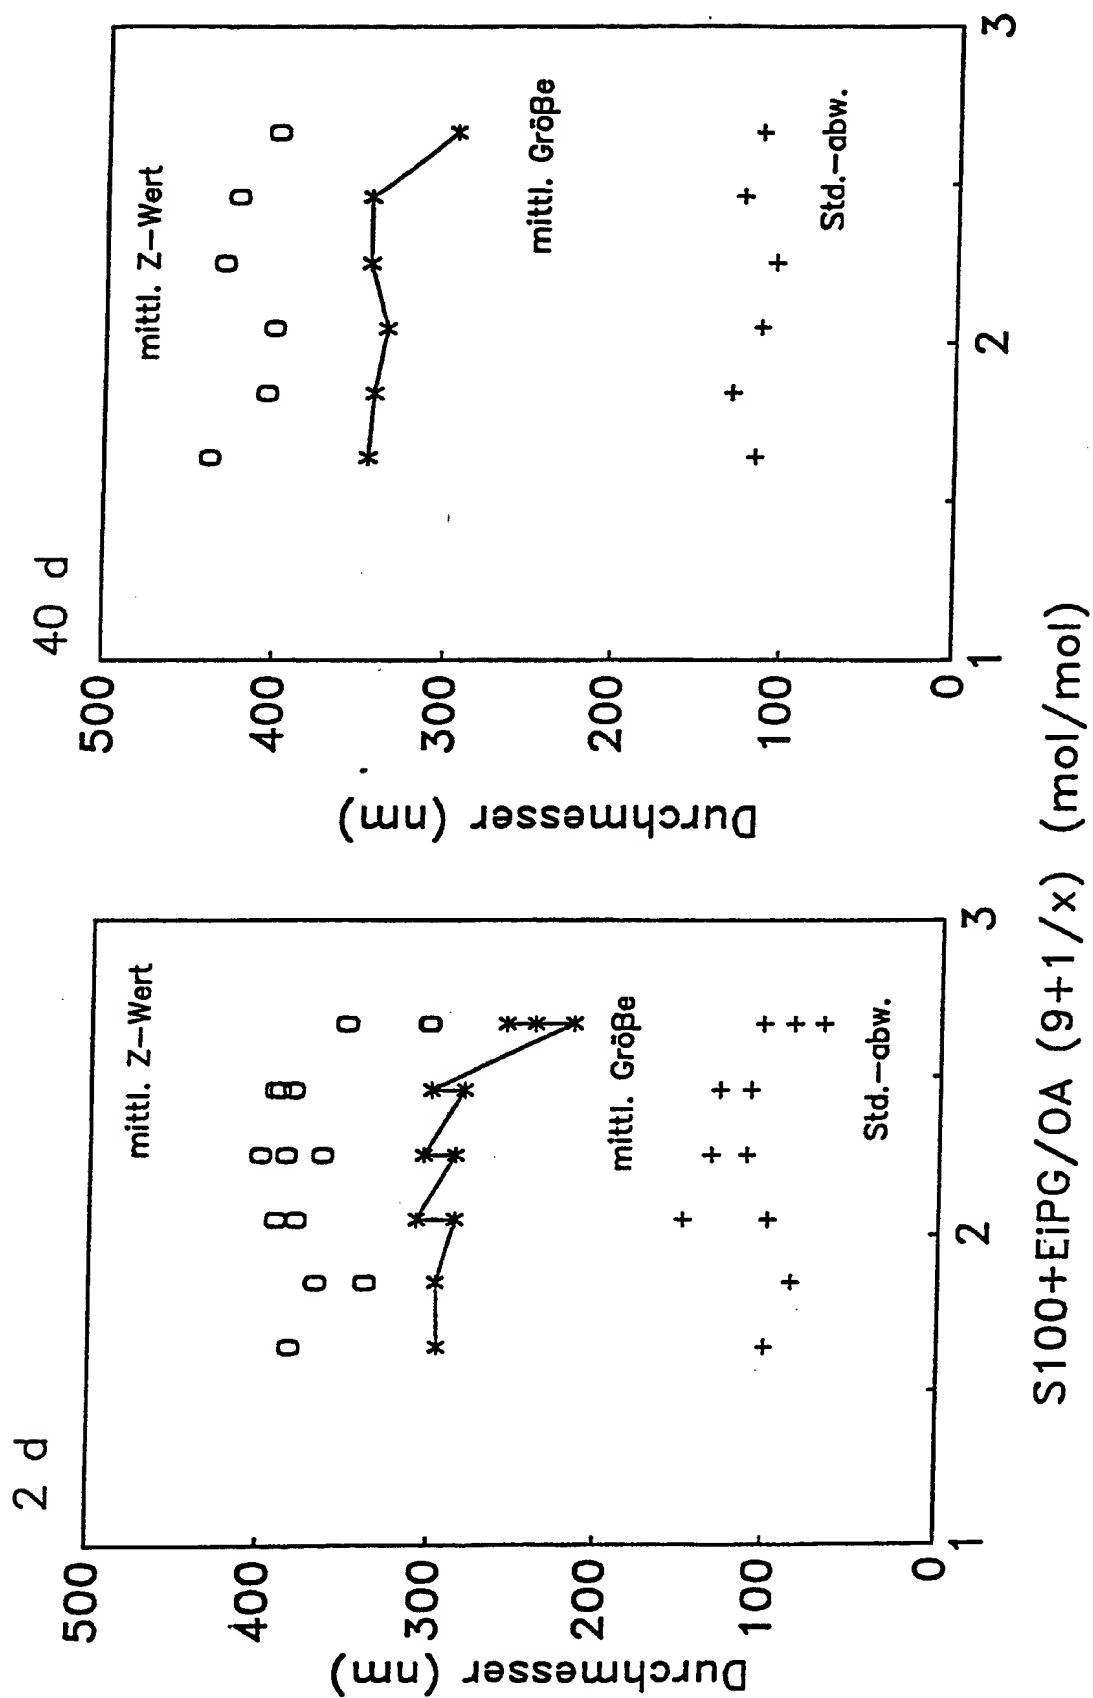 2 d
500
400
300
200
100
0
Durchmesser (nm)
mittl. Z-Wert
mittl. Größe
Std.-abw.
1
2
3
40 d
500
400
300
200
100
0
Durchmesser (nm)
mittl. Z-Wert
mittl. Größe
Std.-abw.
1
2
3
S100+EiPG/OA (9+1/x) (mol/mol)